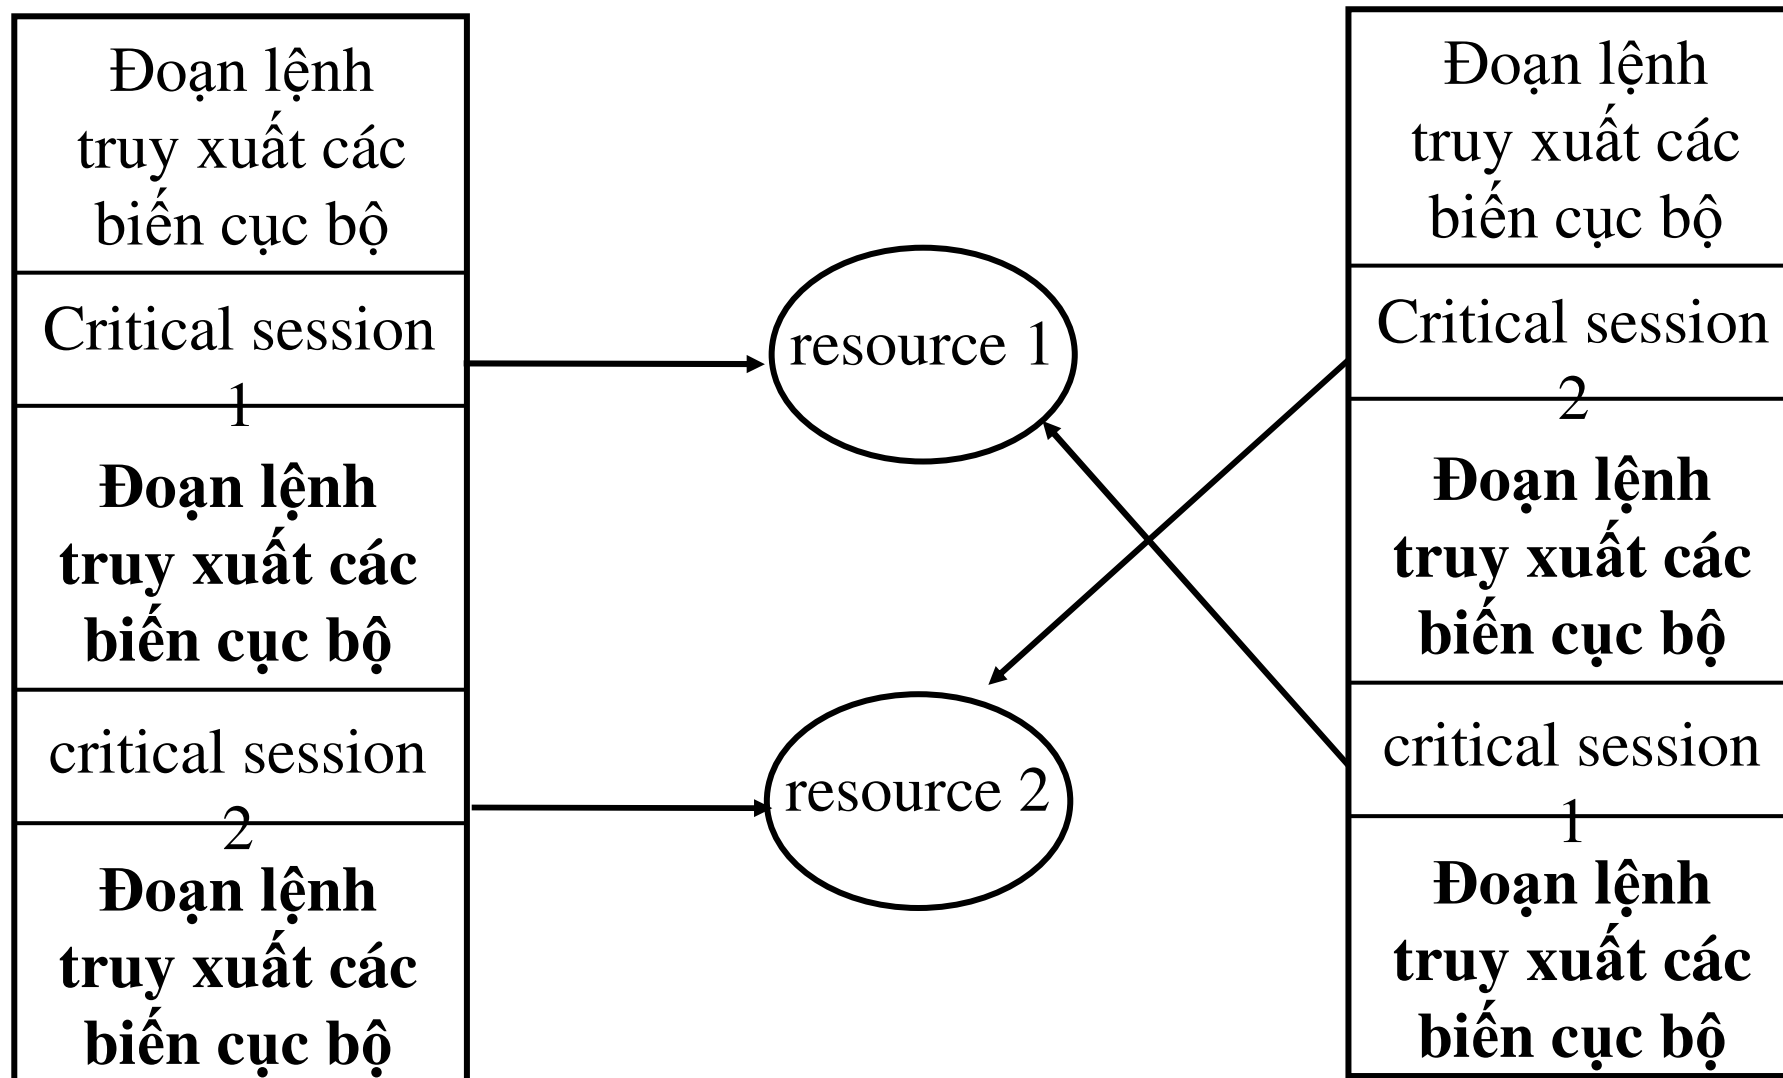 Đoạn lệnh
truy xuất các
biến cục bộ
Critical session
1
Đoạn lệnh
truy xuất các
biến cục bộ
critical session
2
Đoạn lệnh
truy xuất các
biến cục bộ
resource 1
resource 2
Đoạn lệnh
truy xuất các
biến cục bộ
Critical session
2
Đoạn lệnh
truy xuất các
biến cục bộ
critical session
1
Đoạn lệnh
truy xuất các
biến cục bộ